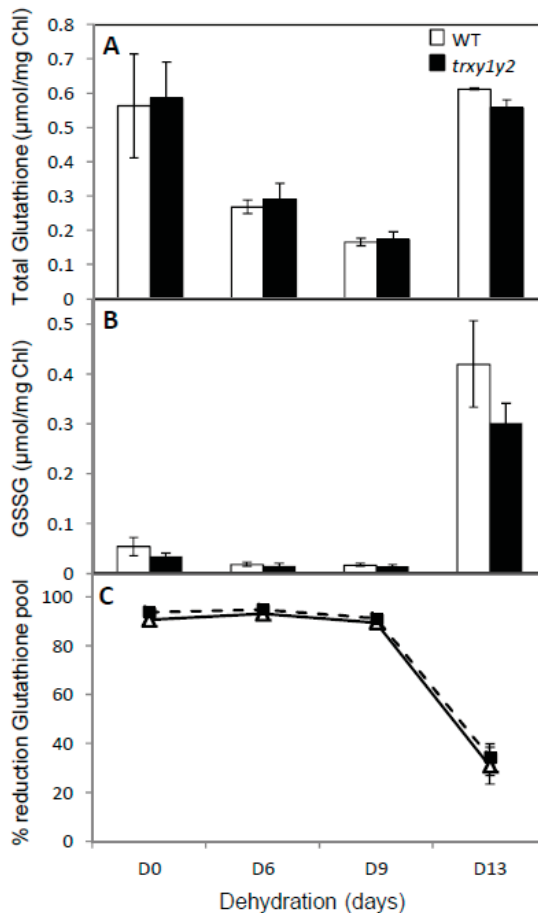 Total Glutathione (µmol/mg Chl)
0.8
0.7
0.6
0.5
0.4
0.3
0.2
0.1
0
A
WT
trxy1y2
GSSG (µmol/mg Chl)
0.5
0.4
0.3
0.2
0.1
0
B
% reduction Glutathione pool
100
80
60
40
20
0
C
D0 D6 D9 D13
Dehydration (days)